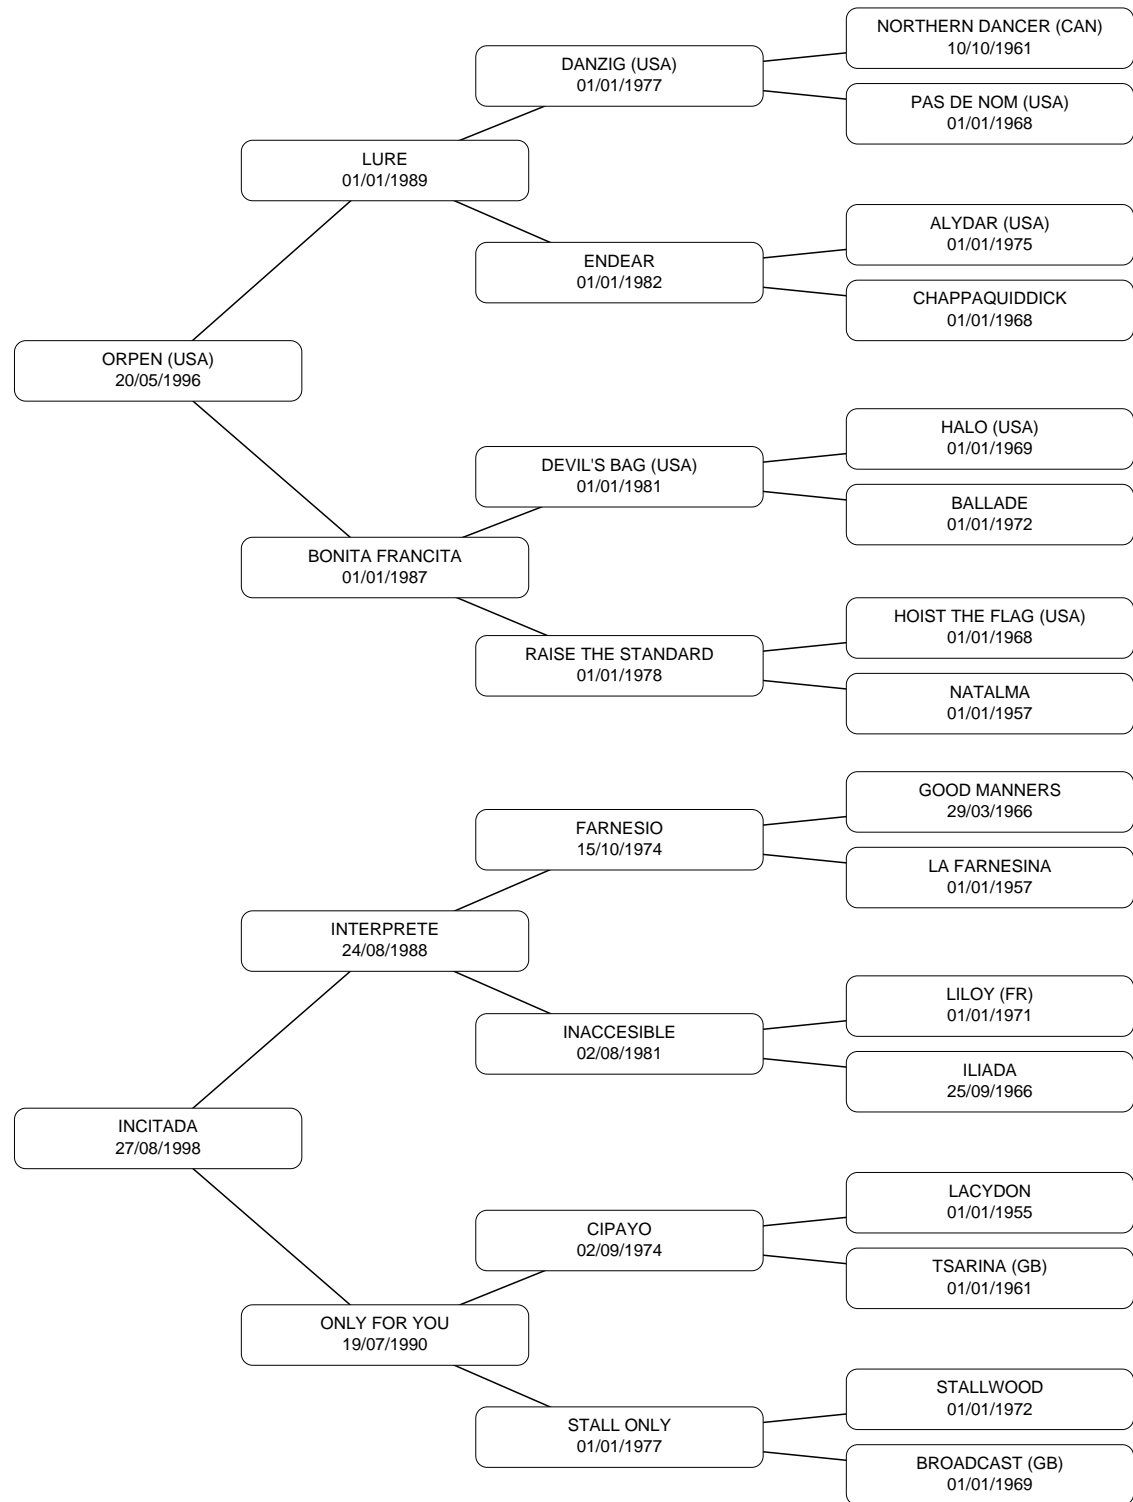 NORTHERN DANCER (CAN)
10/10/1961
DANZIG (USA)
01/01/1977
PAS DE NOM (USA)
01/01/1968
LURE
01/01/1989
ALYDAR (USA)
01/01/1975
ENDEAR
01/01/1982
CHAPPAQUIDDICK
01/01/1968
ORPEN (USA)
20/05/1996
HALO (USA)
01/01/1969
DEVIL'S BAG (USA)
01/01/1981
BALLADE
01/01/1972
BONITA FRANCITA
01/01/1987
HOIST THE FLAG (USA)
01/01/1968
RAISE THE STANDARD
01/01/1978
NATALMA
01/01/1957
GOOD MANNERS
29/03/1966
FARNESIO
15/10/1974
LA FARNESINA
01/01/1957
INTERPRETE
24/08/1988
LILOY (FR)
01/01/1971
INACCESIBLE
02/08/1981
ILIADA
25/09/1966
INCITADA
27/08/1998
LACYDON
01/01/1955
CIPAYO
02/09/1974
TSARINA (GB)
01/01/1961
ONLY FOR YOU
19/07/1990
STALLWOOD
01/01/1972
STALL ONLY
01/01/1977
BROADCAST (GB)
01/01/1969